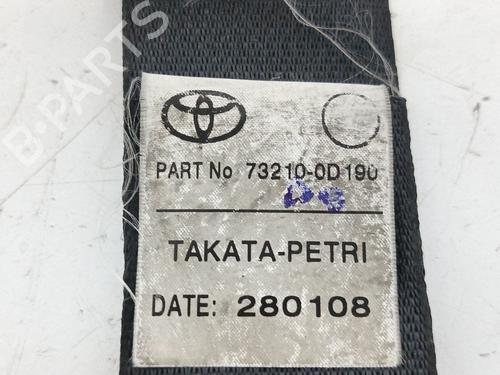 PART No 73210-0D190
TAKATA-PETRI
DATE: 280108
B-PARTS